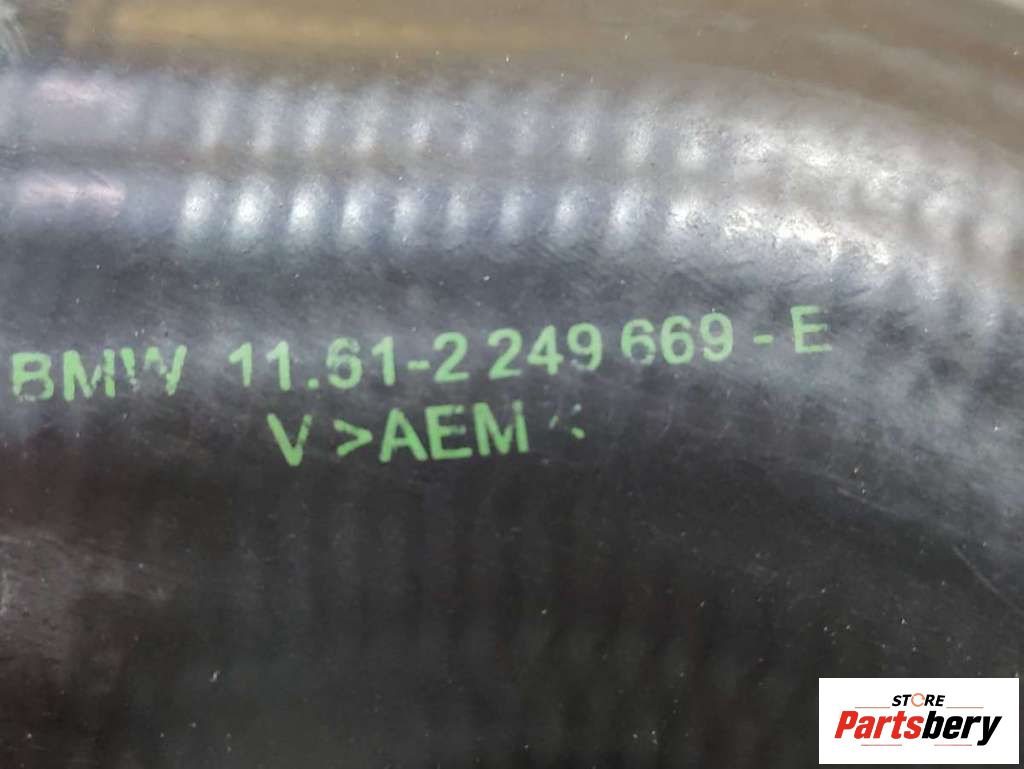 BMW 11.61-2 249 669 - E
V >AEM<
STORE
Partsbery